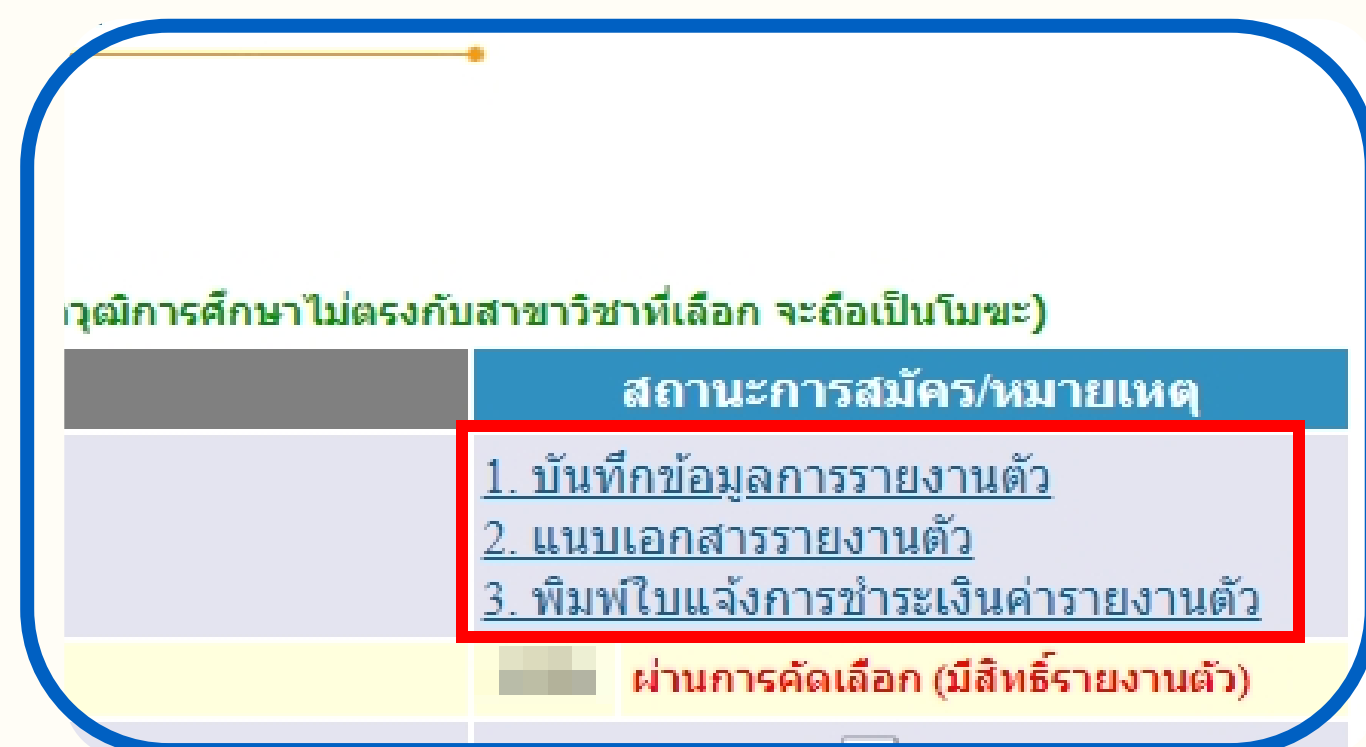 วุฒิการศึกษาไม่ตรงกับสาขาวิชาที่เลือก จะถือเป็นโมฆะ)
สถานะการสมัคร/หมายเหตุ
1. บันทึกข้อมูลการรายงานตัว
2. แนบเอกสารรายงานตัว
3. พิมพ์ใบแจ้งการชำระเงินค่ารายงานตัว
ผ่านการคัดเลือก (มีสิทธิ์รายงานตัว)